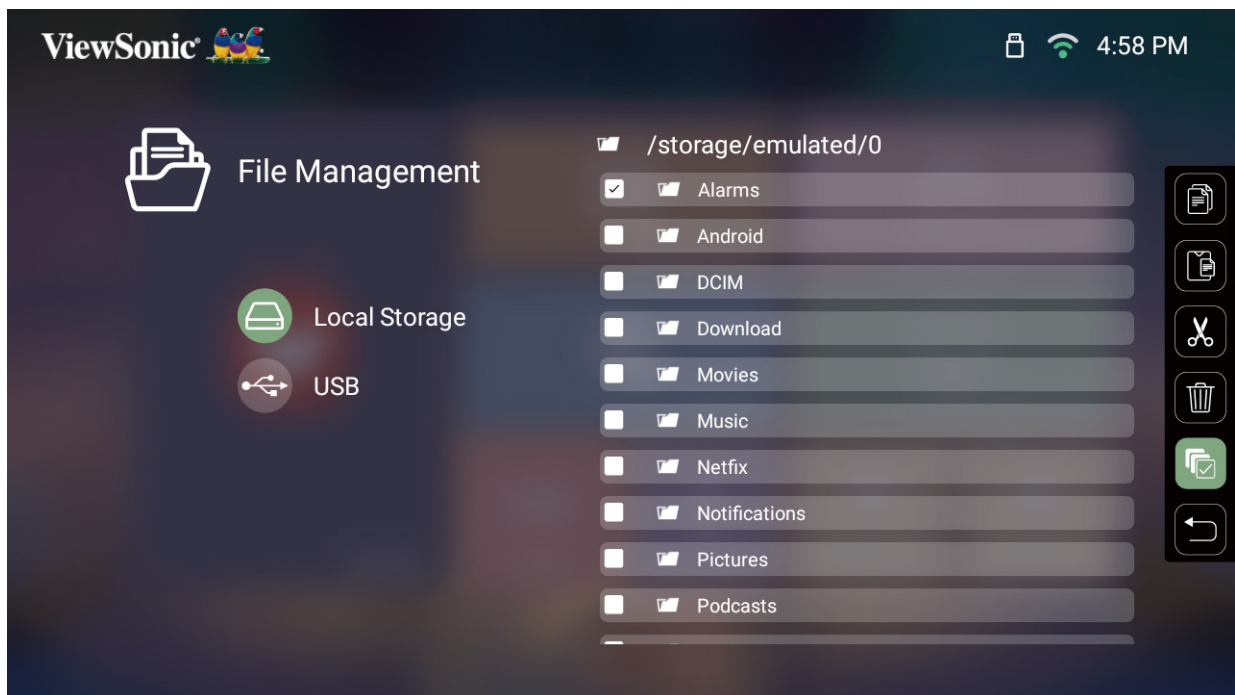 ViewSonic
4:58 PM
File Management
Local Storage
USB
/storage/emulated/0
Alarms
Android
DCIM
Download
Movies
Music
Netfix
Notifications
Pictures
Podcasts